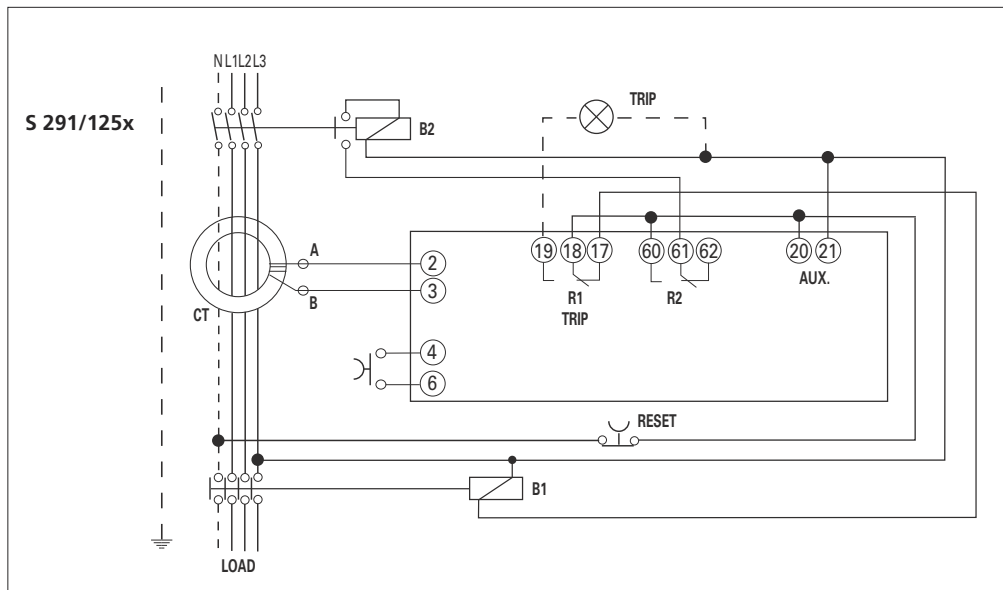 N L1 L2 L3
S 291/125x
TRIP
B2
19 18 17 60 61 62 20 21
AUX.
A
2
R1
R2
B
3
CT
TRIP
4
6
RESET
B1
LOAD